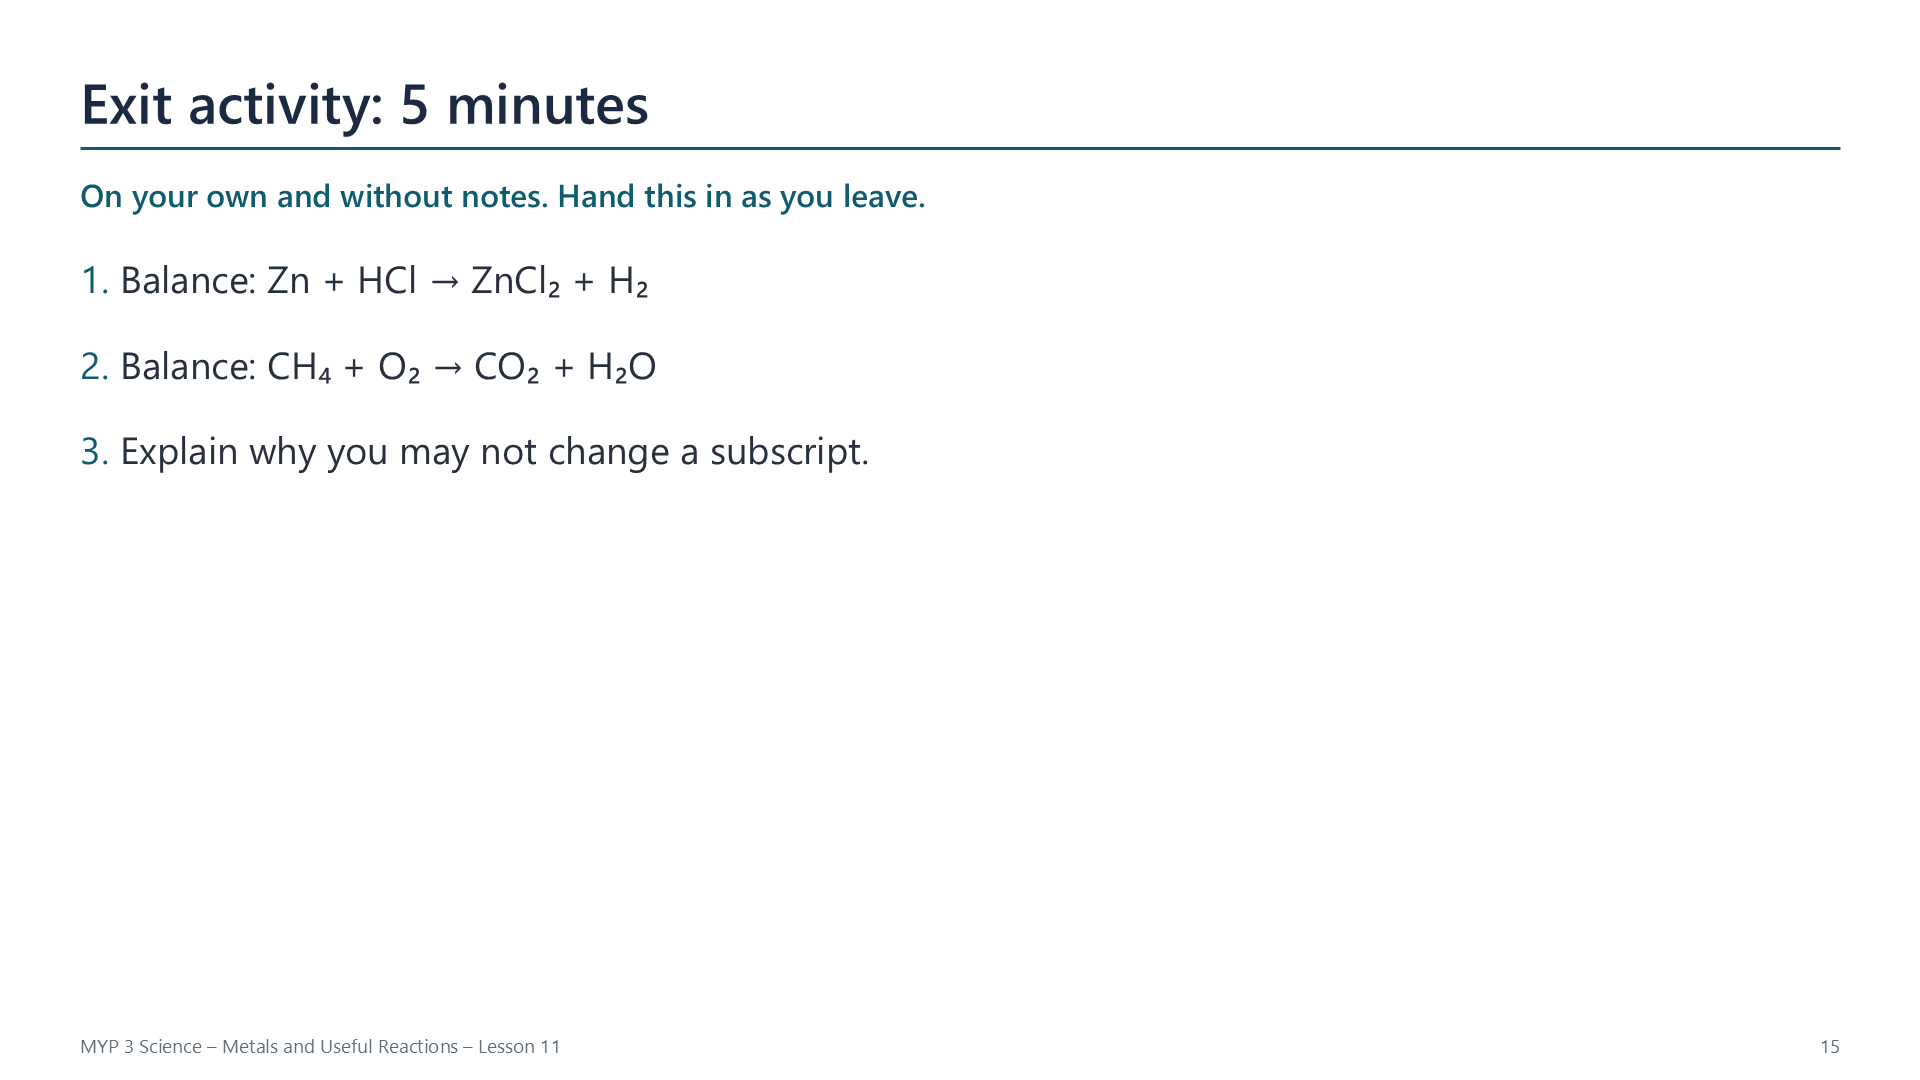 Exit activity: 5 minutes
On your own and without notes. Hand this in as you leave.
1. Balance: Zn + HCl → ZnCl₂ + H₂
2. Balance: CH₄ + O₂ → CO₂ + H₂O
3. Explain why you may not change a subscript.
MYP 3 Science – Metals and Useful Reactions – Lesson 11
15